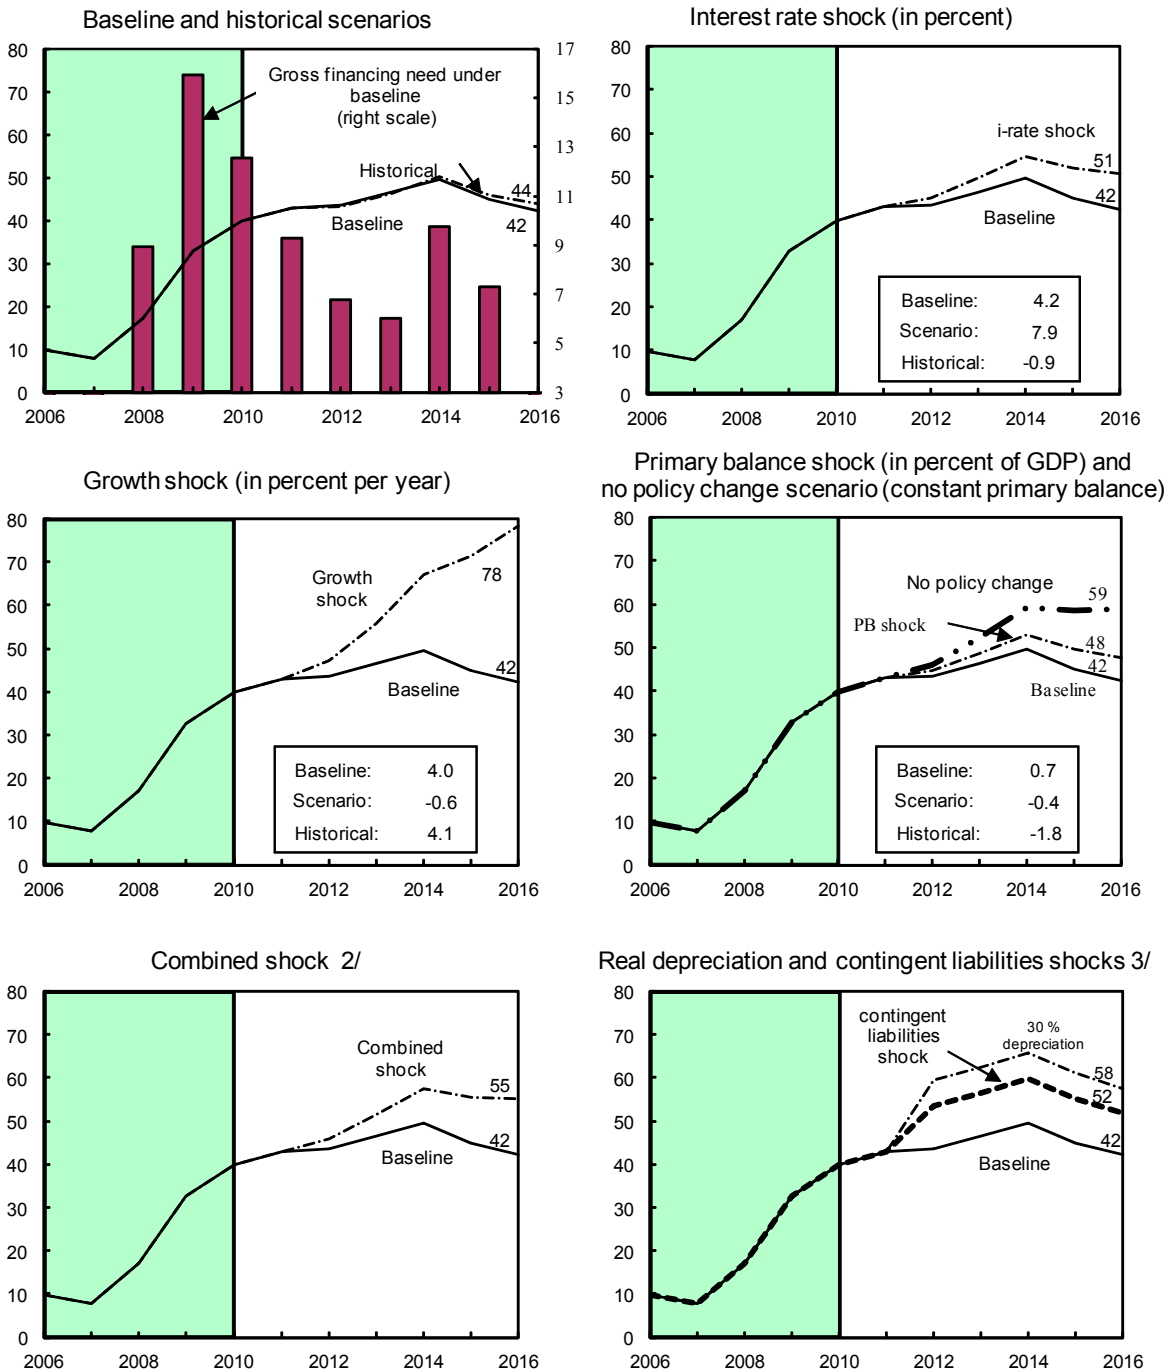 Baseline and historical scenarios
80
70
60
50
40
30
20
10
0
17
15
13
11
9
7
5
3
Gross financing need under
baseline
(right scale)
Historical
44
Baseline
42
2006 2008 2010 2012 2014 2016
Interest rate shock (in percent)
80
70
60
50
40
30
20
10
0
i-rate shock
51
42
Baseline
Baseline: 4.2
Scenario: 7.9
Historical: -0.9
2006 2008 2010 2012 2014 2016
Growth shock (in percent per year)
80
70
60
50
40
30
20
10
0
Growth
shock
78
42
Baseline
Baseline: 4.0
Scenario: -0.6
Historical: 4.1
2006 2008 2010 2012 2014 2016
Primary balance shock (in percent of GDP) and
no policy change scenario (constant primary balance)
80
70
60
50
40
30
20
10
0
No policy change
59
PB shock
48
42
Baseline
Baseline: 0.7
Scenario: -0.4
Historical: -1.8
2006 2008 2010 2012 2014 2016
Combined shock 2/
80
70
60
50
40
30
20
10
0
Combined
shock
55
42
Baseline
2006 2008 2010 2012 2014 2016
Real depreciation and contingent liabilities shocks 3/
80
70
60
50
40
30
20
10
0
contingent
liabilities
shock
30 %
depreciation
58
52
42
Baseline
2006 2008 2010 2012 2014 2016